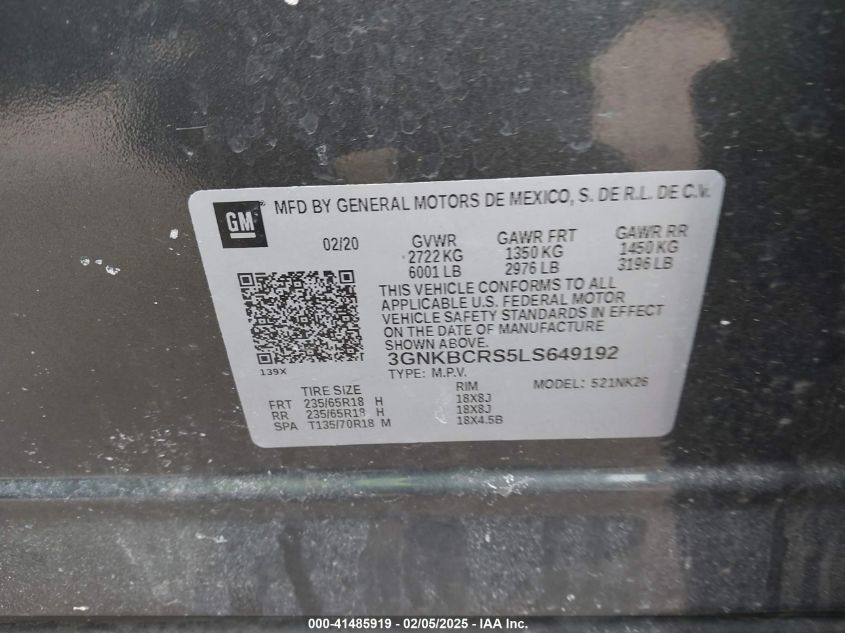 GM
MFD BY GENERAL MOTORS DE MEXICO, S. DE R.L. DE C.V.
02/20
GVWR GAWR FRT GAWR RR
2722 KG 1350 KG 1450 KG
6001 LB 2976 LB 3196 LB
THIS VEHICLE CONFORMS TO ALL
APPLICABLE U.S. FEDERAL MOTOR
VEHICLE SAFETY STANDARDS IN EFFECT
ON THE DATE OF MANUFACTURE
SHOWN ABOVE.
3GNKBCRS5LS649192
139X
TYPE: M.P.V. MODEL: 521NK26
TIRE SIZE RIM
FRT 235/65R18 H 18X8J
RR 235/65R18 H 18X8J
SPA T135/70R18 M 18X4.5B
000-41485919 - 02/05/2025 - IAA Inc.